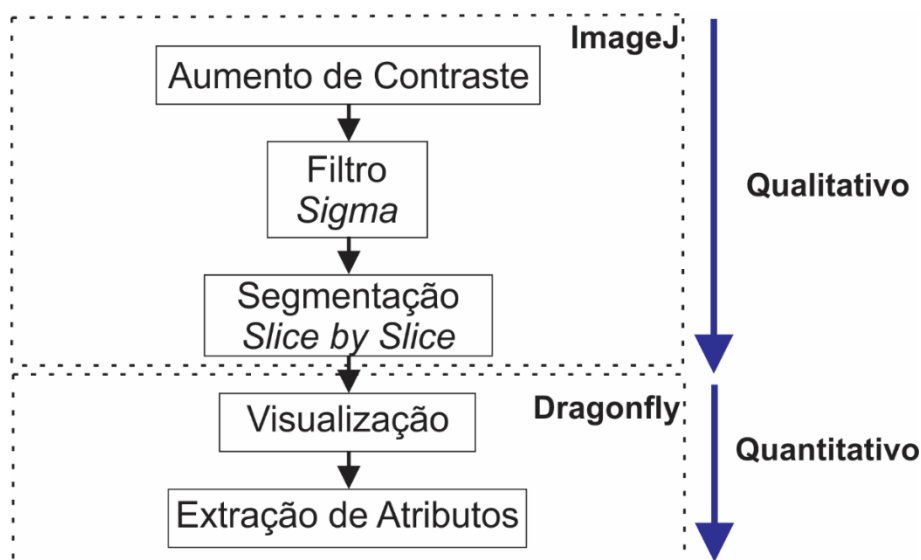 ImageJ
Aumento de Contraste
Filtro
Sigma
Qualitativo
Segmentação
Slice by Slice
Visualização
Dragonfly
Quantitativo
Extração de Atributos